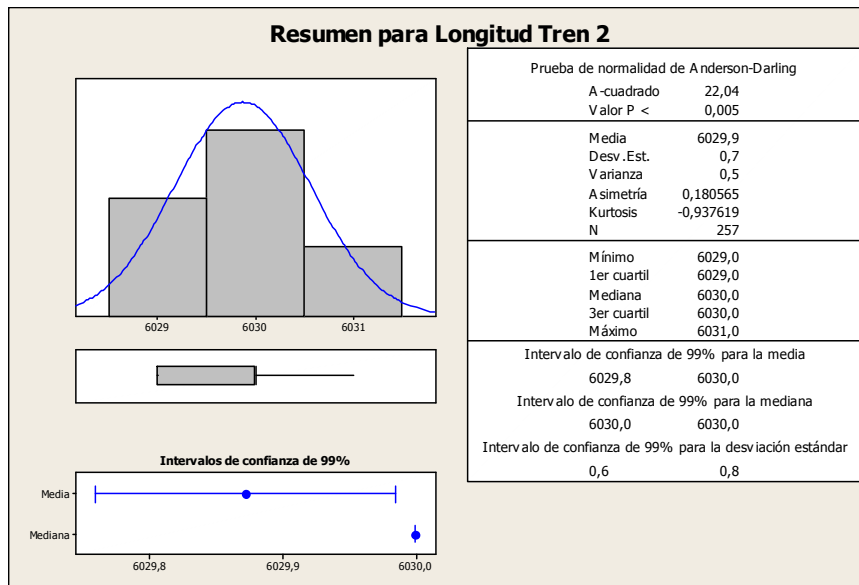 Resumen para Longitud Tren 2
6029 6030 6031
Intervalos de confianza de 99%
Media
Mediana
6029,8 6029,9 6030,0
Prueba de normalidad de Anderson-Darling
A-cuadrado 22,04
Valor P < 0,005
Media 6029,9
Desv.Est. 0,7
Varianza 0,5
Asimetría 0,180565
Kurtosis -0,937619
N 257
Mínimo 6029,0
1er cuartil 6029,0
Mediana 6030,0
3er cuartil 6030,0
Máximo 6031,0
Intervalo de confianza de 99% para la media
6029,8 6030,0
Intervalo de confianza de 99% para la mediana
6030,0 6030,0
Intervalo de confianza de 99% para la desviación estándar
0,6 0,8